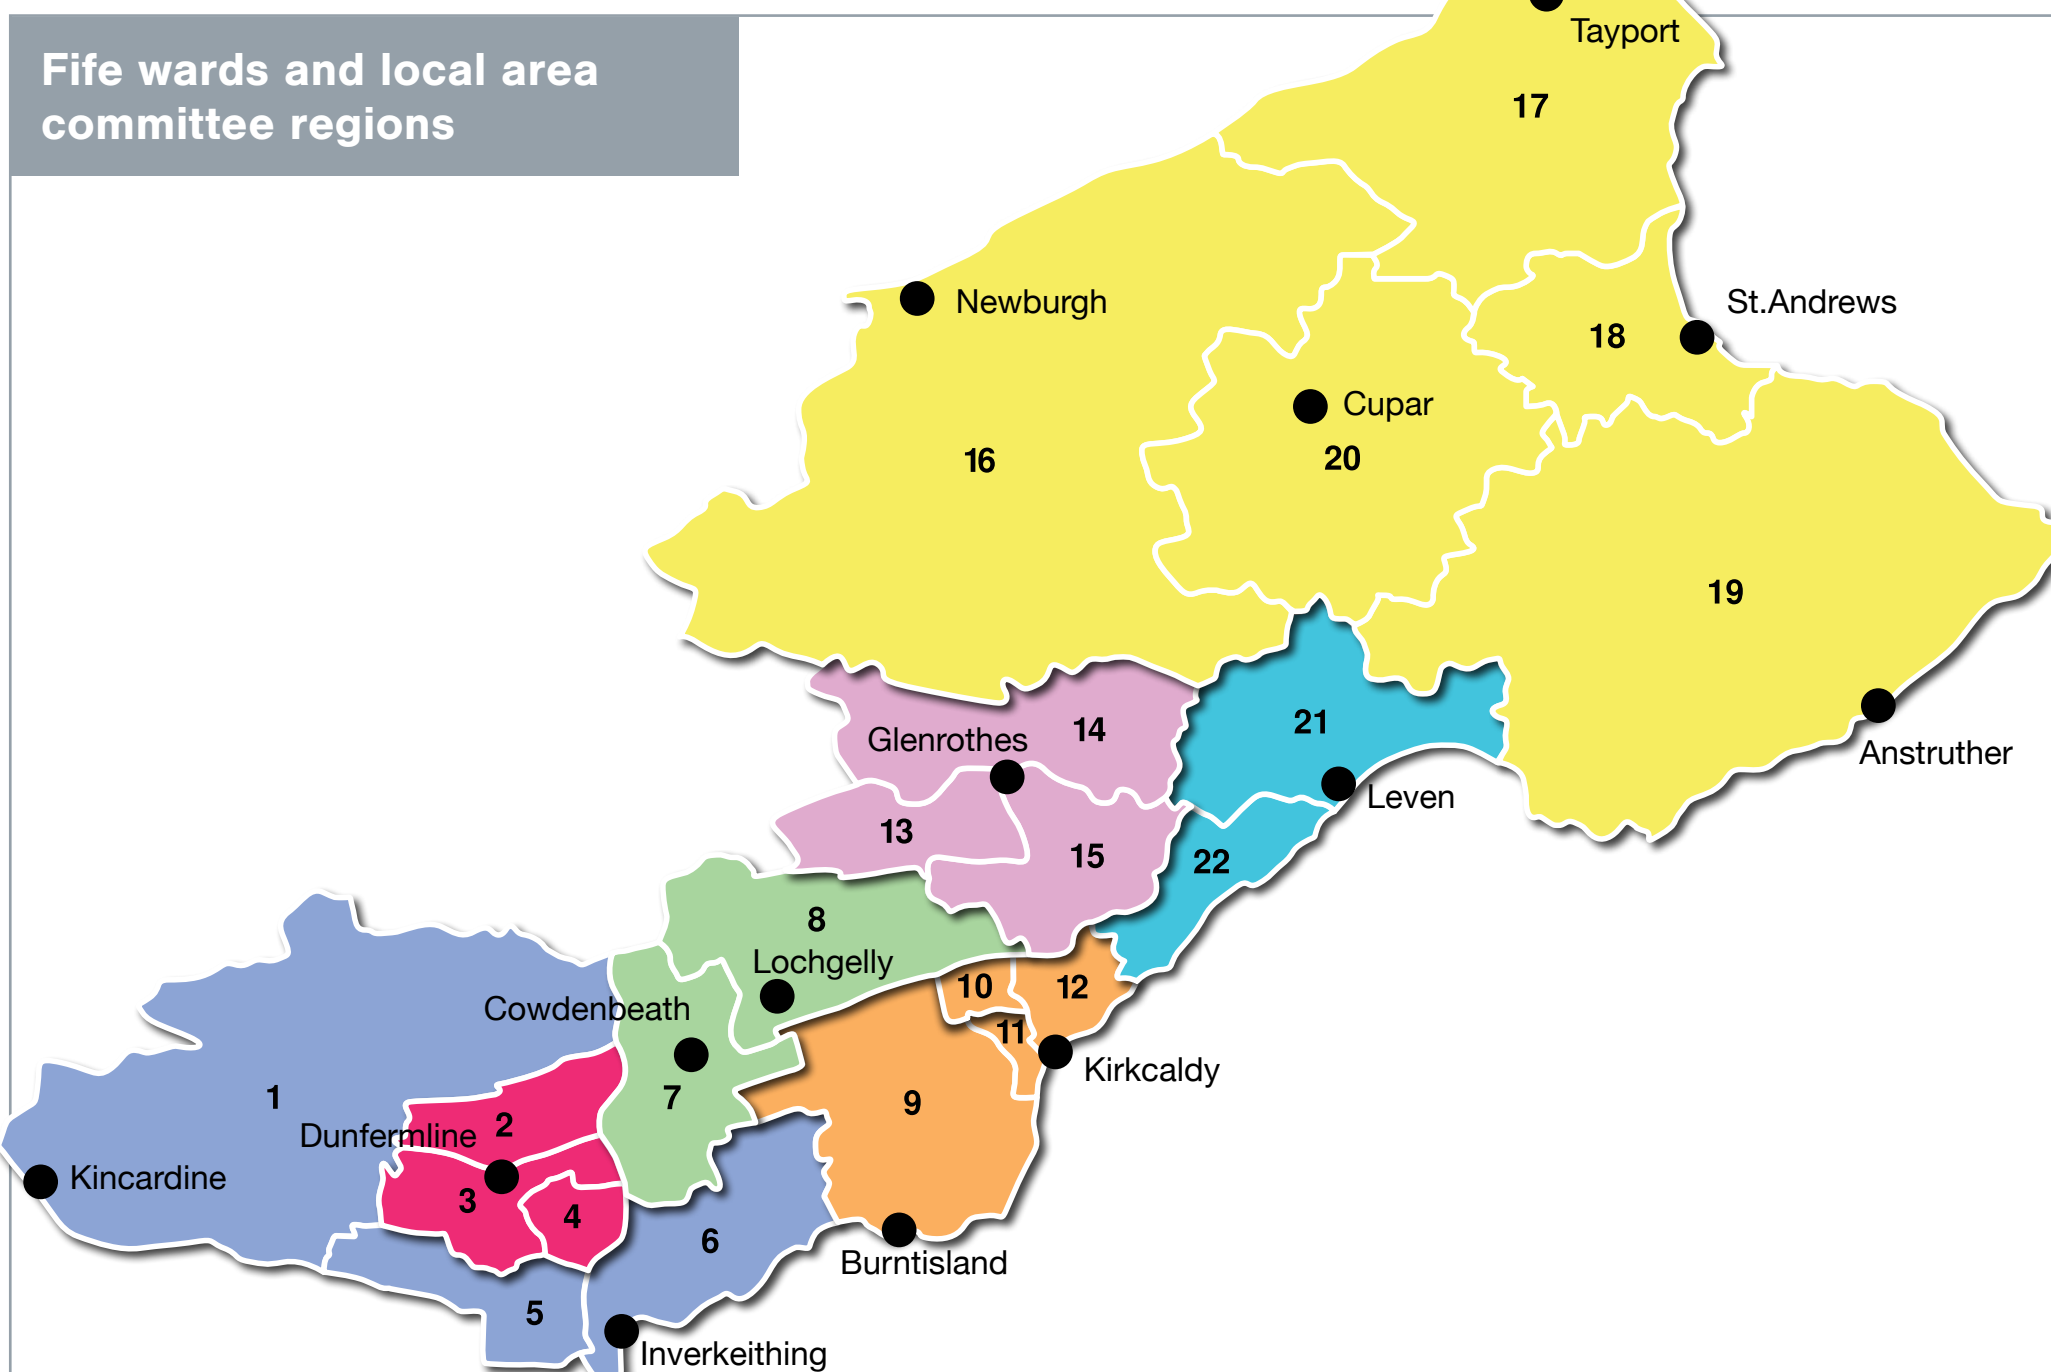 Fife wards and local area
committee regions
Tayport
17
Newburgh
St.Andrews
18
Cupar
16
20
19
14
21
Glenrothes
Anstruther
Leven
13
15
22
8
Lochgelly
10
12
Cowdenbeath
11
Kirkcaldy
1
7
9
2
Dunfermline
Kincardine
3
4
6
Burntisland
5
Inverkeithing